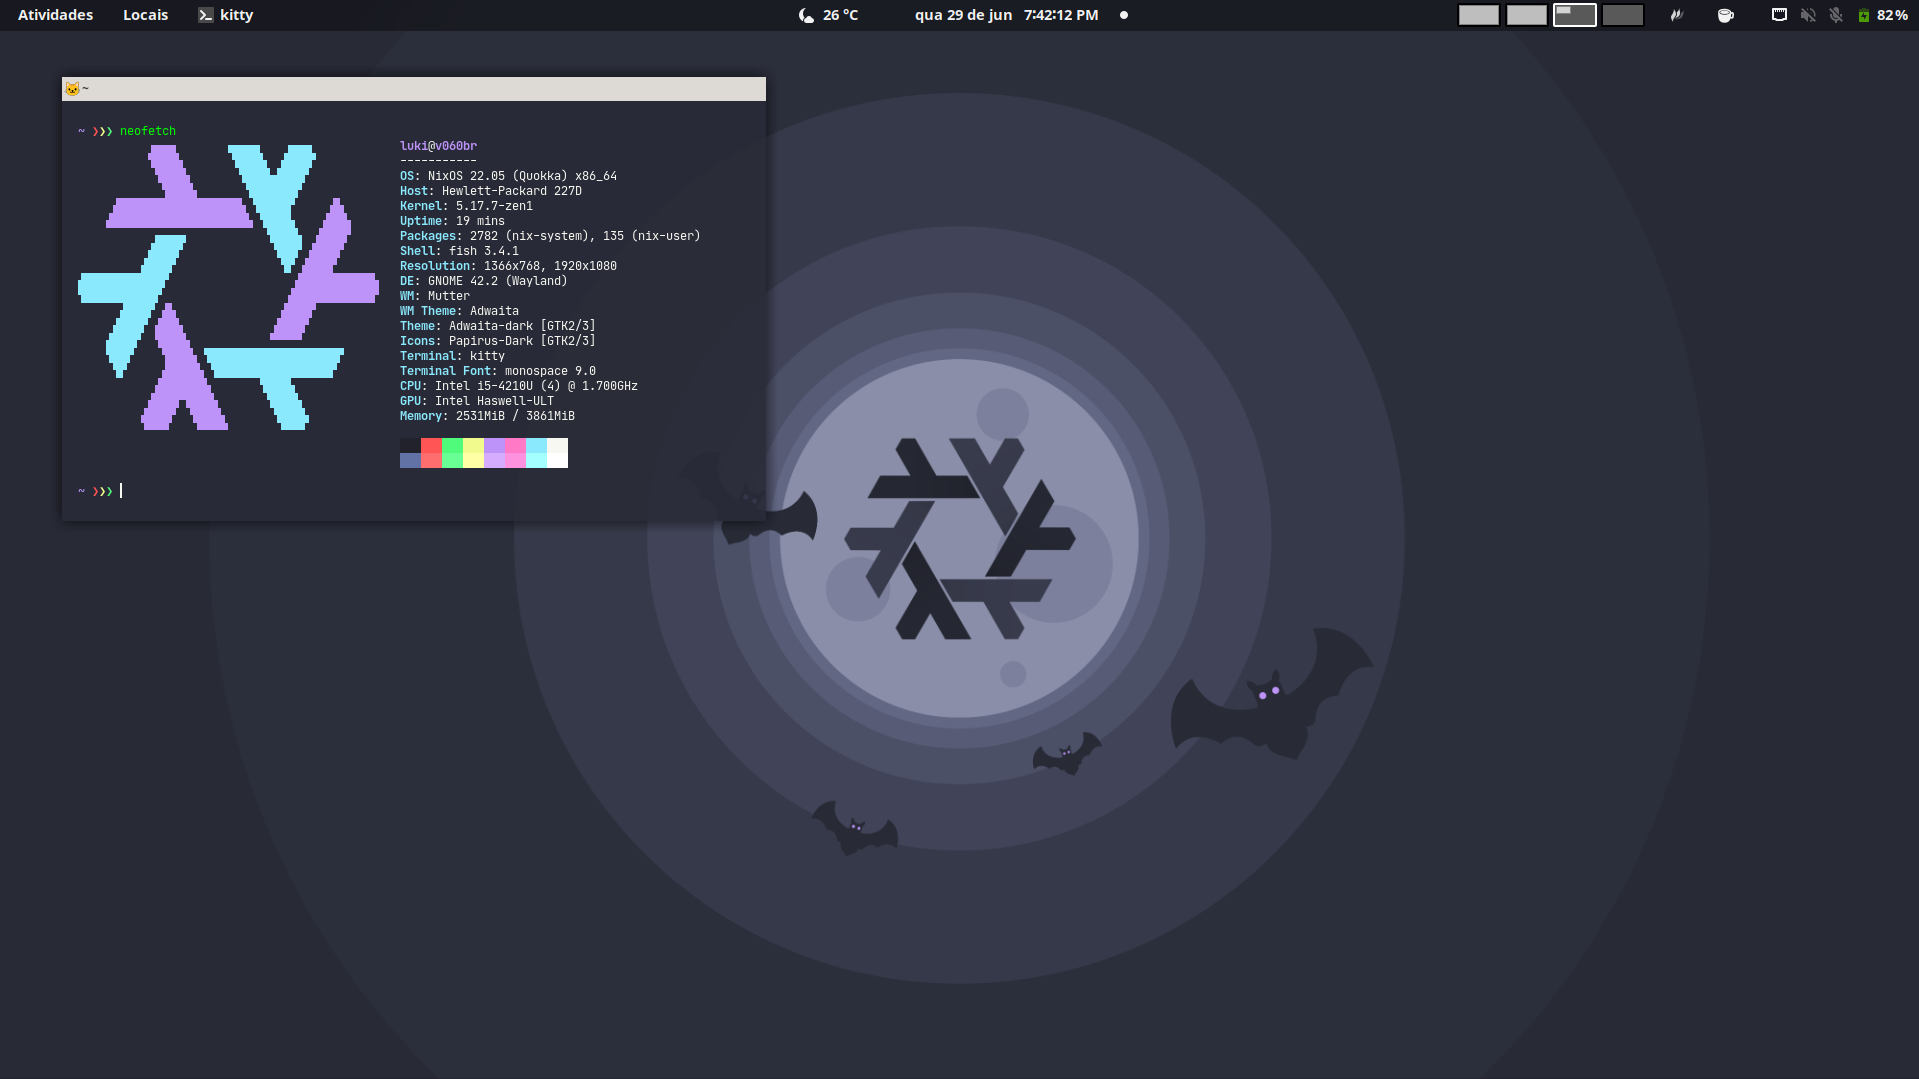 Atividades Locais kitty 26 °C qua 29 de jun 7:42:12 PM 82%
~
~ ❯❯❯ neofetch
luki@v060br
-----------
OS: NixOS 22.05 (Quokka) x86_64
Host: Hewlett-Packard 227D
Kernel: 5.17.7-zen1
Uptime: 19 mins
Packages: 2782 (nix-system), 135 (nix-user)
Shell: fish 3.4.1
Resolution: 1366x768, 1920x1080
DE: GNOME 42.2 (Wayland)
WM: Mutter
WM Theme: Adwaita
Theme: Adwaita-dark [GTK2/3]
Icons: Papirus-Dark [GTK2/3]
Terminal: kitty
Terminal Font: monospace 9.0
CPU: Intel i5-4210U (4) @ 1.700GHz
GPU: Intel Haswell-ULT
Memory: 2531MiB / 3861MiB
~ ❯❯❯